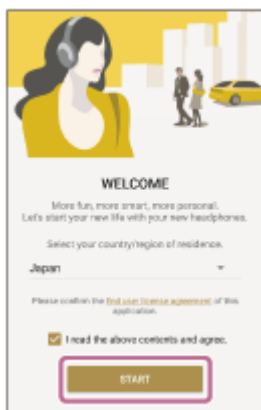 WELCOME
More fun, more smart, more personal.
Let's start your new life with your new headphones.
Select your country/region of residence.
Japan
Please confirm the End user license agreement of this
application.
I read the above contents and agree.
START